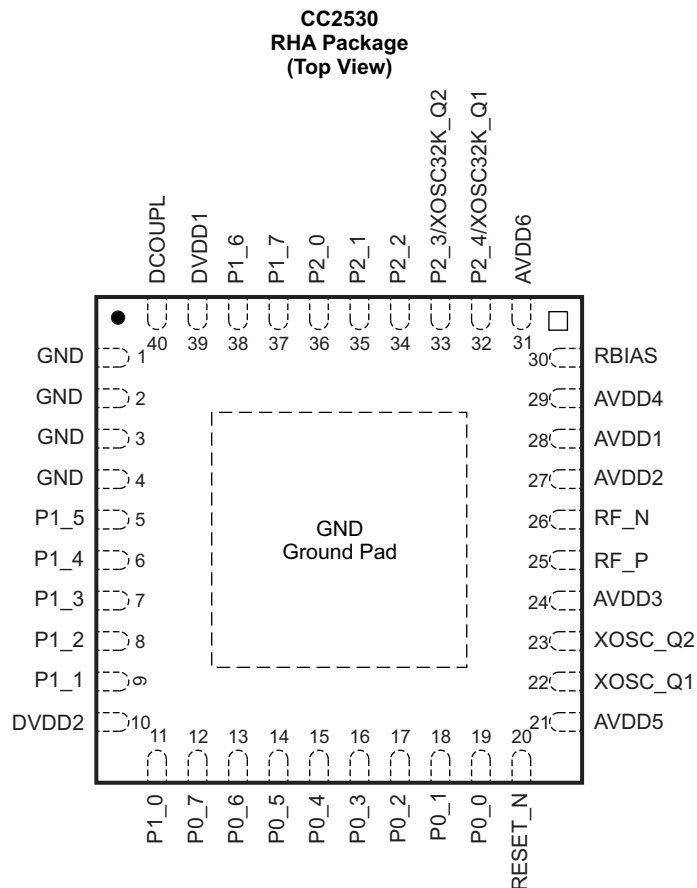 CC2530
RHA Package
(Top View)
DCOUPL
DVDD1
P1_6
P1_7
P2_0
P2_1
P2_2
P2_3/XOSC32K_Q2
P2_4/XOSC32K_Q1
AVDD6
40
39
38
37
36
35
34
33
32
31
GND 1
GND 2
GND 3
GND 4
P1_5 5
P1_4 6
P1_3 7
P1_2 8
P1_1 9
DVDD2 10
30 RBIAS
29 AVDD4
28 AVDD1
27 AVDD2
26 RF_N
25 RF_P
24 AVDD3
23 XOSC_Q2
22 XOSC_Q1
21 AVDD5
GND
Ground Pad
11
12
13
14
15
16
17
18
19
20
P1_0
P0_7
P0_6
P0_5
P0_4
P0_3
P0_2
P0_1
P0_0
RESET_N